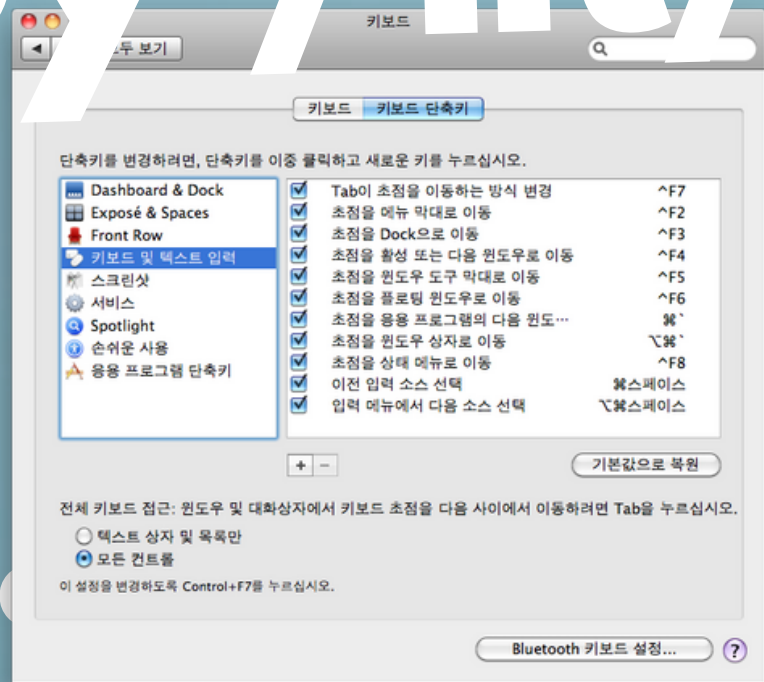 키보드
보기
키보드 키보드 단축키
단축키를 변경하려면, 단축키를 이중 클릭하고 새로운 키를 누르십시오.
Dashboard & Dock
Exposé & Spaces
Front Row
키보드 및 텍스트 입력
스크린샷
서비스
Spotlight
손쉬운 사용
응용 프로그램 단축키
Tab이 초점을 이동하는 방식 변경 ^F7
초점을 메뉴 막대로 이동 ^F2
초점을 Dock으로 이동 ^F3
초점을 활성 또는 다음 윈도우로 이동 ^F4
초점을 윈도우 도구 막대로 이동 ^F5
초점을 플로팅 윈도우로 이동 ^F6
초점을 응용 프로그램의 다음 윈도… ⌘`
초점을 윈도우 상자로 이동 ⌥⌘`
초점을 상태 메뉴로 이동 ^F8
이전 입력 소스 선택 ⌘스페이스
입력 메뉴에서 다음 소스 선택 ⌥⌘스페이스
+ −
기본값으로 복원
전체 키보드 접근: 윈도우 및 대화상자에서 키보드 초점을 다음 사이에서 이동하려면 Tab을 누르십시오.
텍스트 상자 및 목록만
모든 컨트롤
이 설정을 변경하도록 Control+F7를 누르십시오.
Bluetooth 키보드 설정... ?